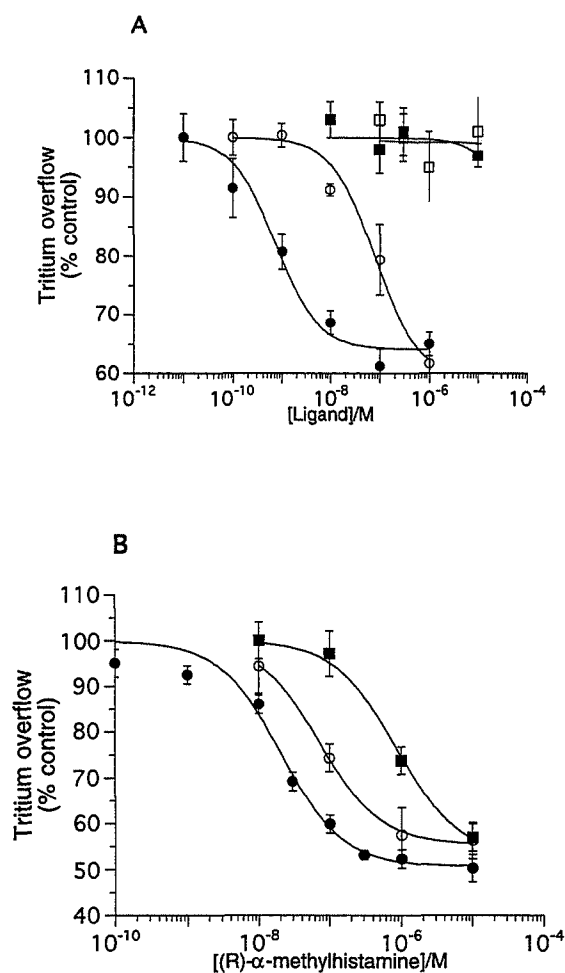 A
110
100
90
80
70
60
Tritium overflow
(% control)
10⁻¹² 10⁻¹⁰ 10⁻⁸ 10⁻⁶ 10⁻⁴
[Ligand]/M
B
110
100
90
80
70
60
50
40
Tritium overflow
(% control)
10⁻¹⁰ 10⁻⁸ 10⁻⁶ 10⁻⁴
[(R)-α-methylhistamine]/M